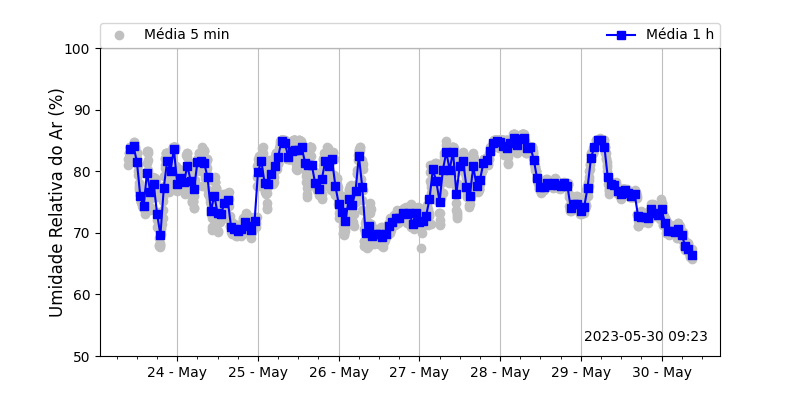 Média 5 min
Média 1 h
100
90
80
70
60
50
Umidade Relativa do Ar (%)
2023-05-30 09:23
24 - May
25 - May
26 - May
27 - May
28 - May
29 - May
30 - May